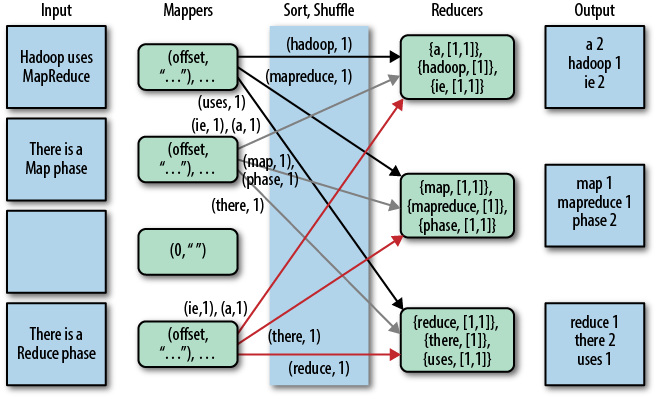 Input
Mappers
Sort, Shuffle
Reducers
Output
Hadoop uses
MapReduce
(offset,
“…”), …
(hadoop, 1)
(mapreduce, 1)
(uses, 1)
{a, [1,1]},
{hadoop, [1]},
{ie, [1,1]}
a 2
hadoop 1
ie 2
There is a
Map phase
(offset,
“…”), …
(ie, 1), (a, 1)
(map, 1),
(phase, 1)
(there, 1)
{map, [1,1]},
{mapreduce, [1]},
{phase, [1,1]}
map 1
mapreduce 1
phase 2
(0, “ ”)
There is a
Reduce phase
(offset,
“…”), …
(ie,1), (a,1)
(there, 1)
(reduce, 1)
{reduce, [1,1]},
{there, [1]},
{uses, [1,1]}
reduce 1
there 2
uses 1